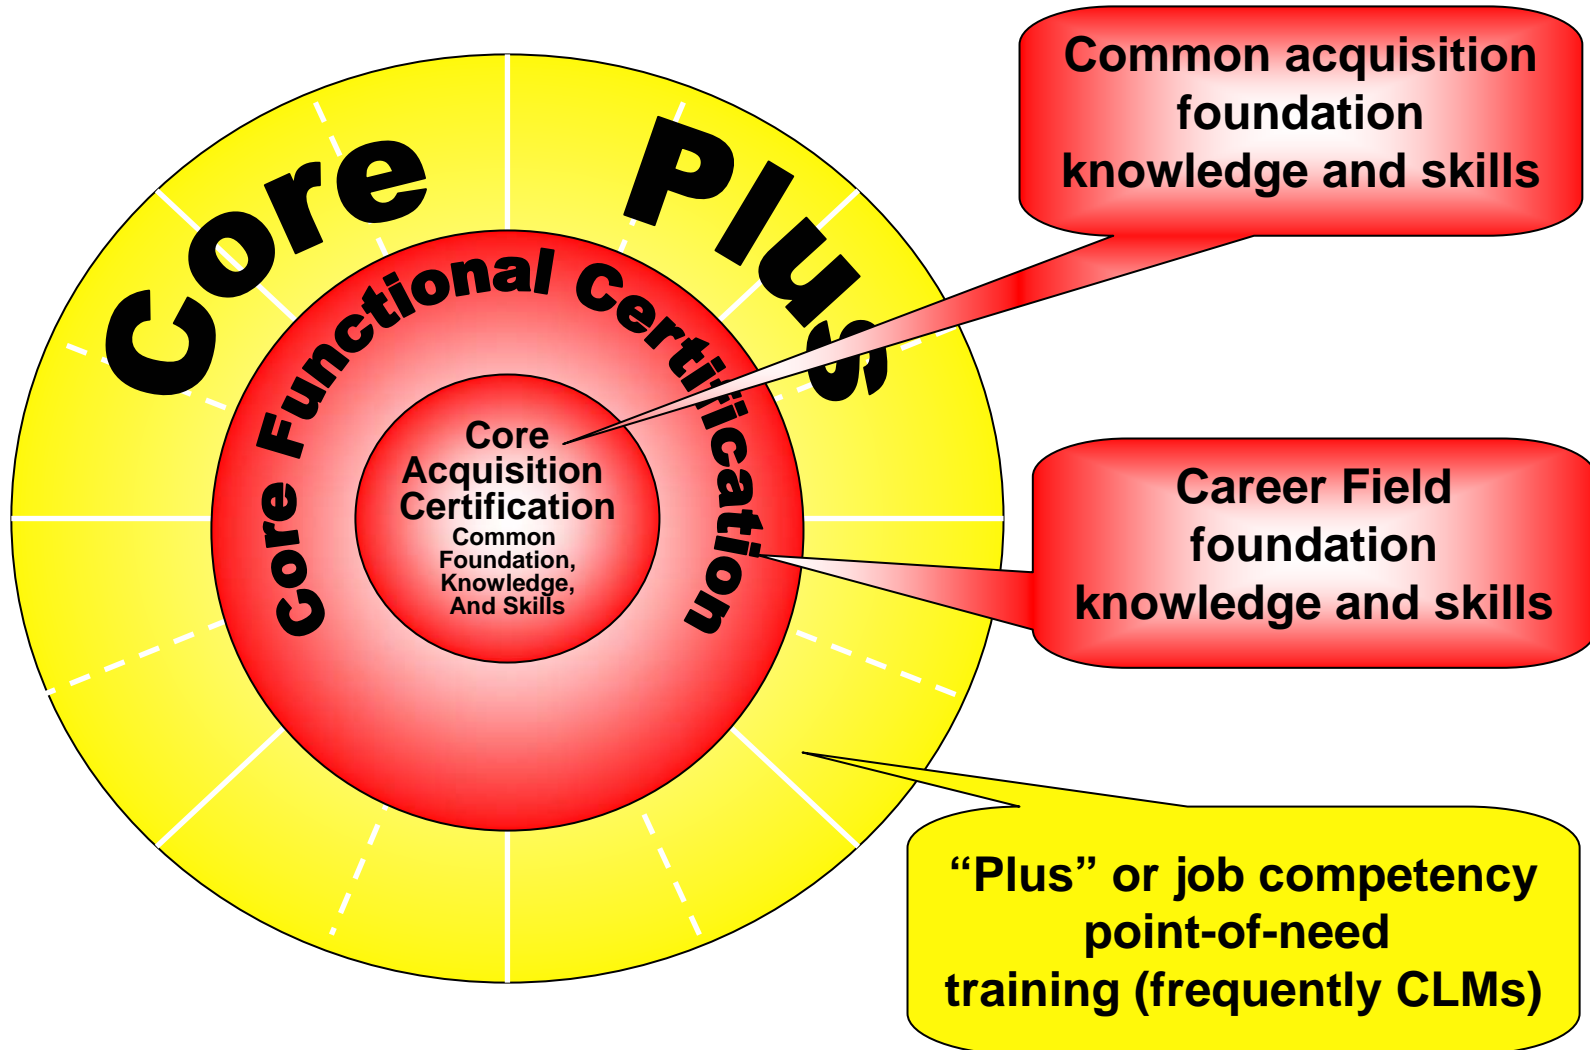 Core Plus
Core Functional Certification
Core
Acquisition
Certification
Common
Foundation,
Knowledge,
And Skills
Common acquisition
foundation
knowledge and skills
Career Field
foundation
knowledge and skills
“Plus” or job competency
point-of-need
training (frequently CLMs)